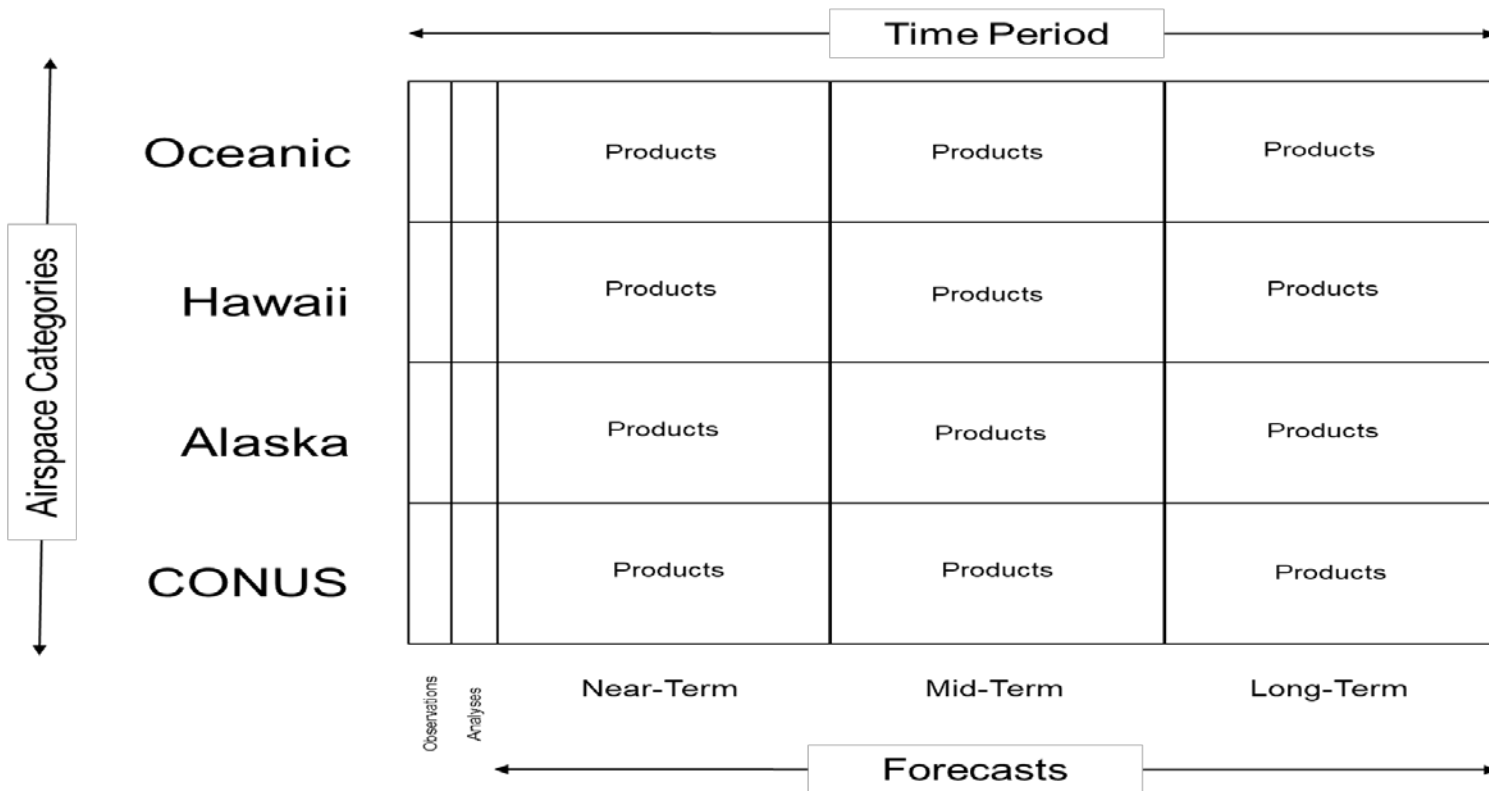 Time Period
Airspace Categories
Oceanic
Products
Products
Products
Hawaii
Products
Products
Products
Alaska
Products
Products
Products
CONUS
Products
Products
Products
Observations
Analyses
Near-Term
Mid-Term
Long-Term
Forecasts